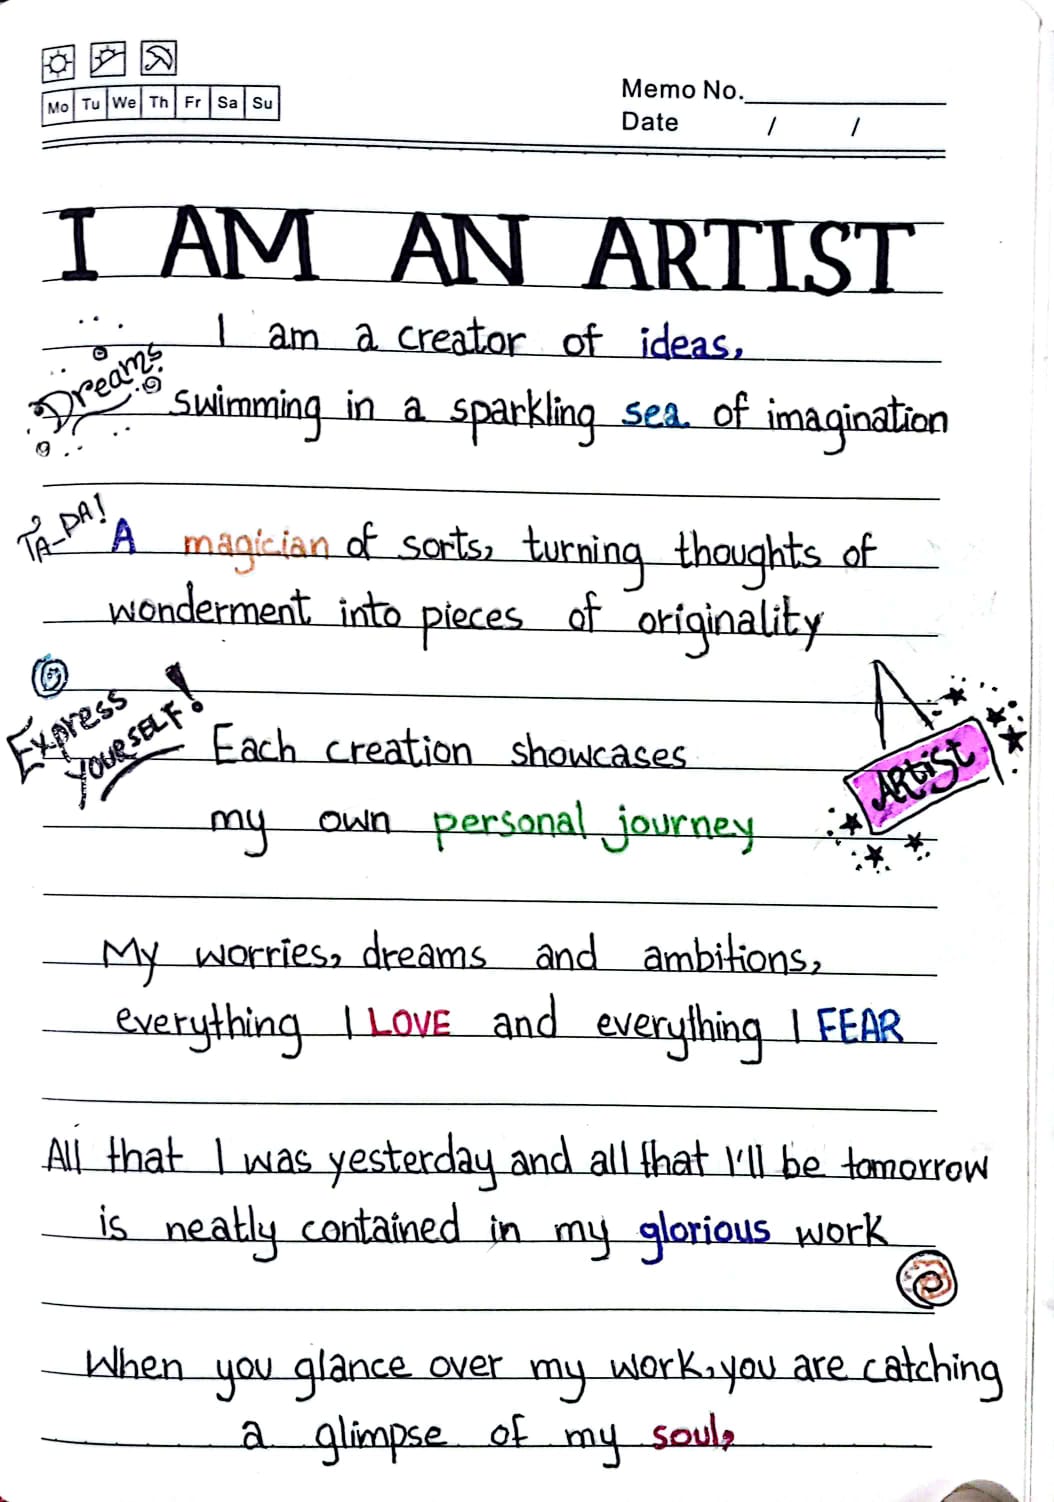 Mo Tu We Th Fr Sa Su
Memo No.
Date / /
I AM AN ARTIST
I am a creator of ideas,
Dreams
swimming in a sparkling sea of imagination
TA-DA!
A magician of sorts, turning thoughts of
wonderment into pieces of originality
Express
YOURSELF!
Each creation showcases
my own personal journey
A
ARtiST
My worries, dreams and ambitions,
everything I LOVE and everything I FEAR
All that I was yesterday and all that I'll be tomorrow
is neatly contained in my glorious work
When you glance over my work, you are catching
a glimpse of my soul,